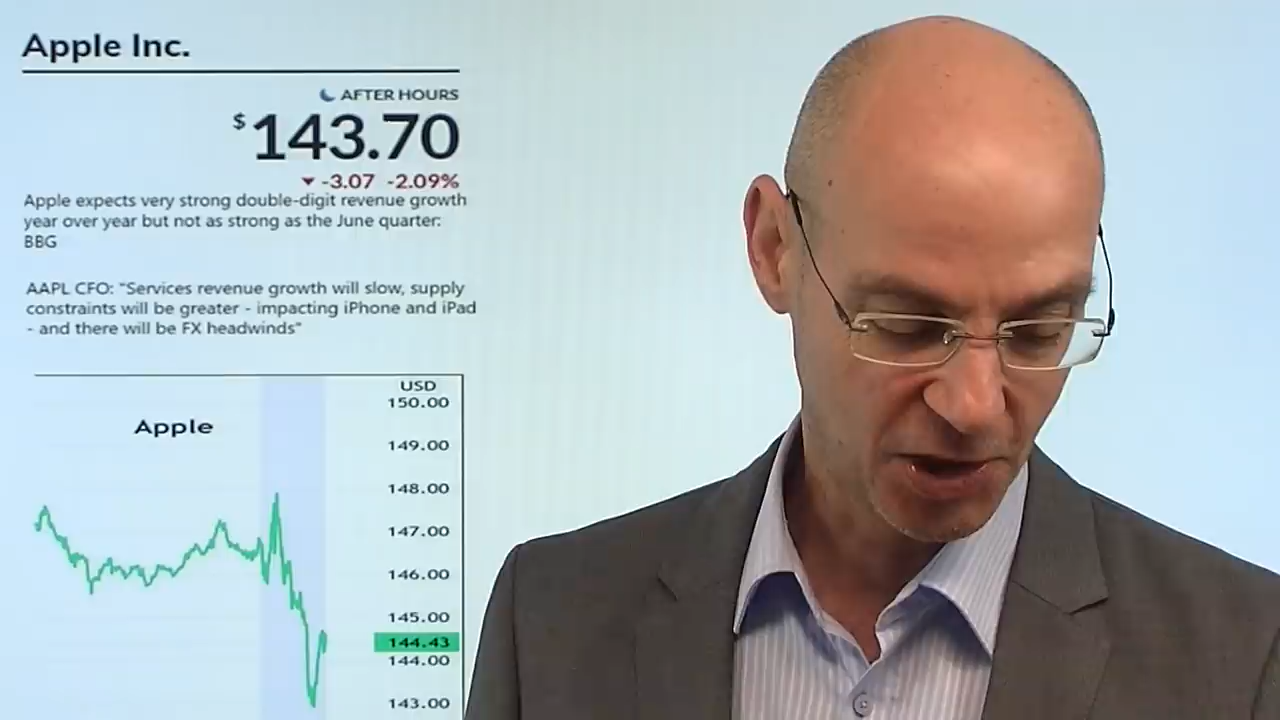 Apple Inc.
AFTER HOURS
$143.70
▼ -3.07 -2.09%
Apple expects very strong double-digit revenue growth
year over year but not as strong as the June quarter:
BBG
AAPL CFO: "Services revenue growth will slow, supply
constraints will be greater - impacting iPhone and iPad
- and there will be FX headwinds"
USD
Apple
150.00
149.00
148.00
147.00
146.00
145.00
144.43
144.00
143.00